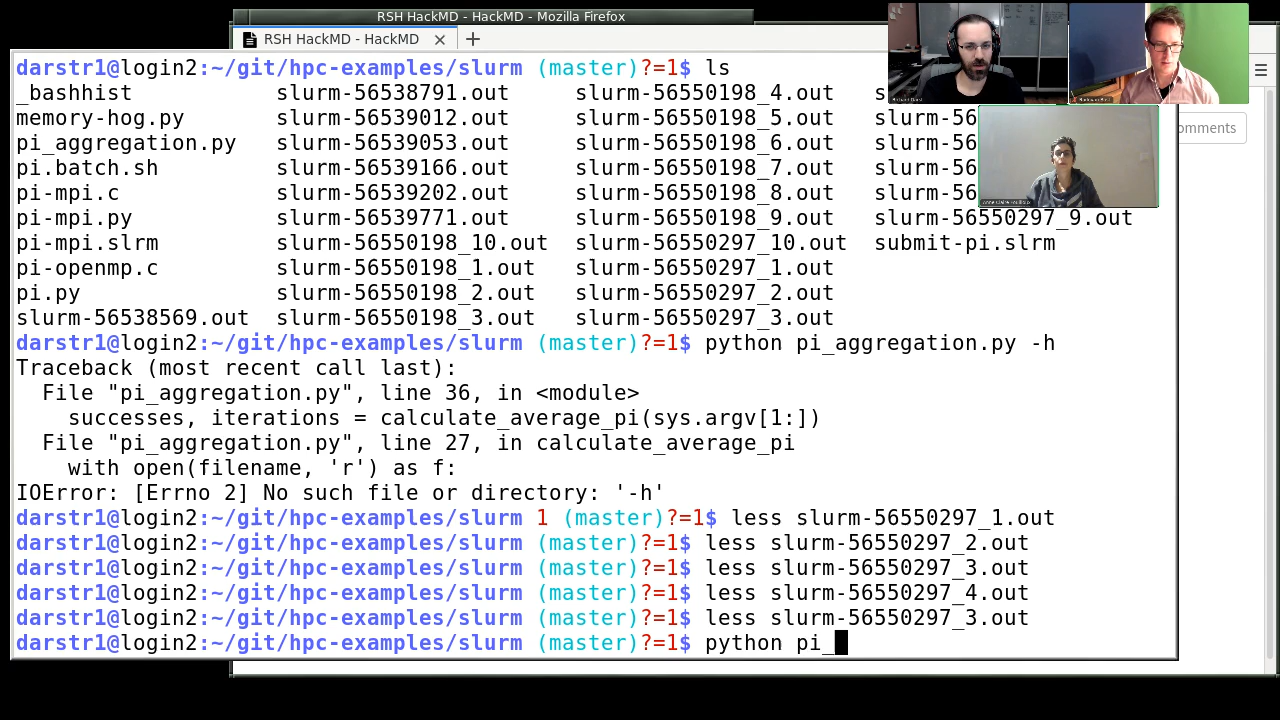 RSH HackMD - HackMD - Mozilla Firefox
RSH HackMD - HackMD
darstr1@login2:~/git/hpc-examples/slurm (master)?=1$ ls
_bashhist slurm-56538791.out slurm-56550198_4.out s
memory-hog.py slurm-56539012.out slurm-56550198_5.out slurm-56
pi_aggregation.py slurm-56539053.out slurm-56550198_6.out slurm-56
omments
pi.batch.sh slurm-56539166.out slurm-56550198_7.out slurm-56
pi-mpi.c slurm-56539202.out slurm-56550198_8.out slurm-56
pi-mpi.py slurm-56539771.out slurm-56550198_9.out slurm-56550297_9.out
pi-mpi.slrm slurm-56550198_10.out slurm-56550297_10.out submit-pi.slrm
pi-openmp.c slurm-56550198_1.out slurm-56550297_1.out
pi.py slurm-56550198_2.out slurm-56550297_2.out
slurm-56538569.out slurm-56550198_3.out slurm-56550297_3.out
darstr1@login2:~/git/hpc-examples/slurm (master)?=1$ python pi_aggregation.py -h
Traceback (most recent call last):
File "pi_aggregation.py", line 36, in <module>
successes, iterations = calculate_average_pi(sys.argv[1:])
File "pi_aggregation.py", line 27, in calculate_average_pi
with open(filename, 'r') as f:
IOError: [Errno 2] No such file or directory: '-h'
darstr1@login2:~/git/hpc-examples/slurm 1 (master)?=1$ less slurm-56550297_1.out
darstr1@login2:~/git/hpc-examples/slurm (master)?=1$ less slurm-56550297_2.out
darstr1@login2:~/git/hpc-examples/slurm (master)?=1$ less slurm-56550297_3.out
darstr1@login2:~/git/hpc-examples/slurm (master)?=1$ less slurm-56550297_4.out
darstr1@login2:~/git/hpc-examples/slurm (master)?=1$ less slurm-56550297_3.out
darstr1@login2:~/git/hpc-examples/slurm (master)?=1$ python pi_